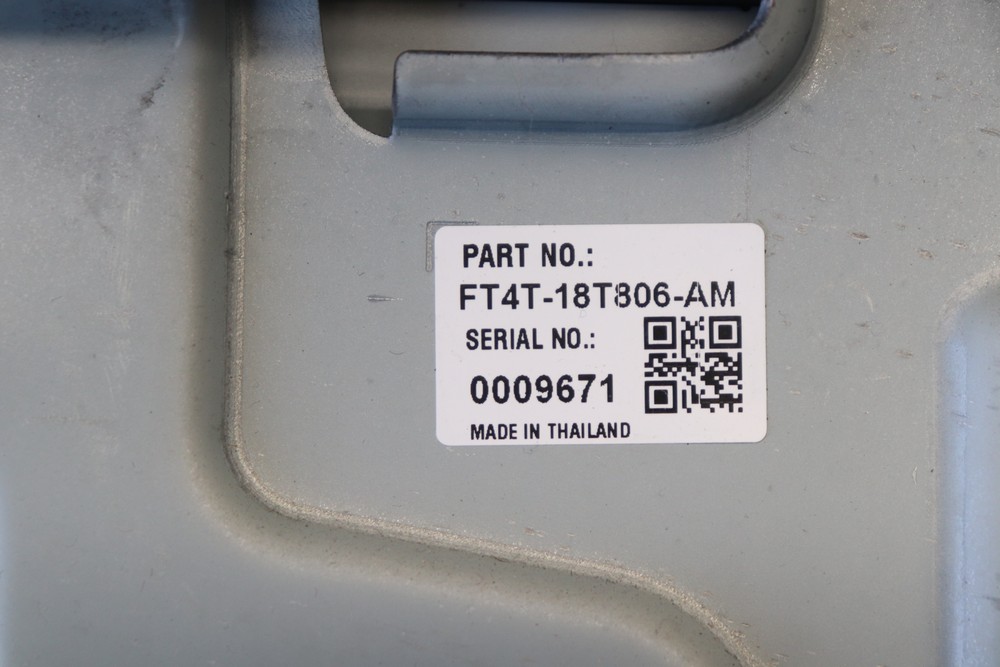 PART NO.:
FT4T-18T806-AM
SERIAL NO.:
0009671
MADE IN THAILAND